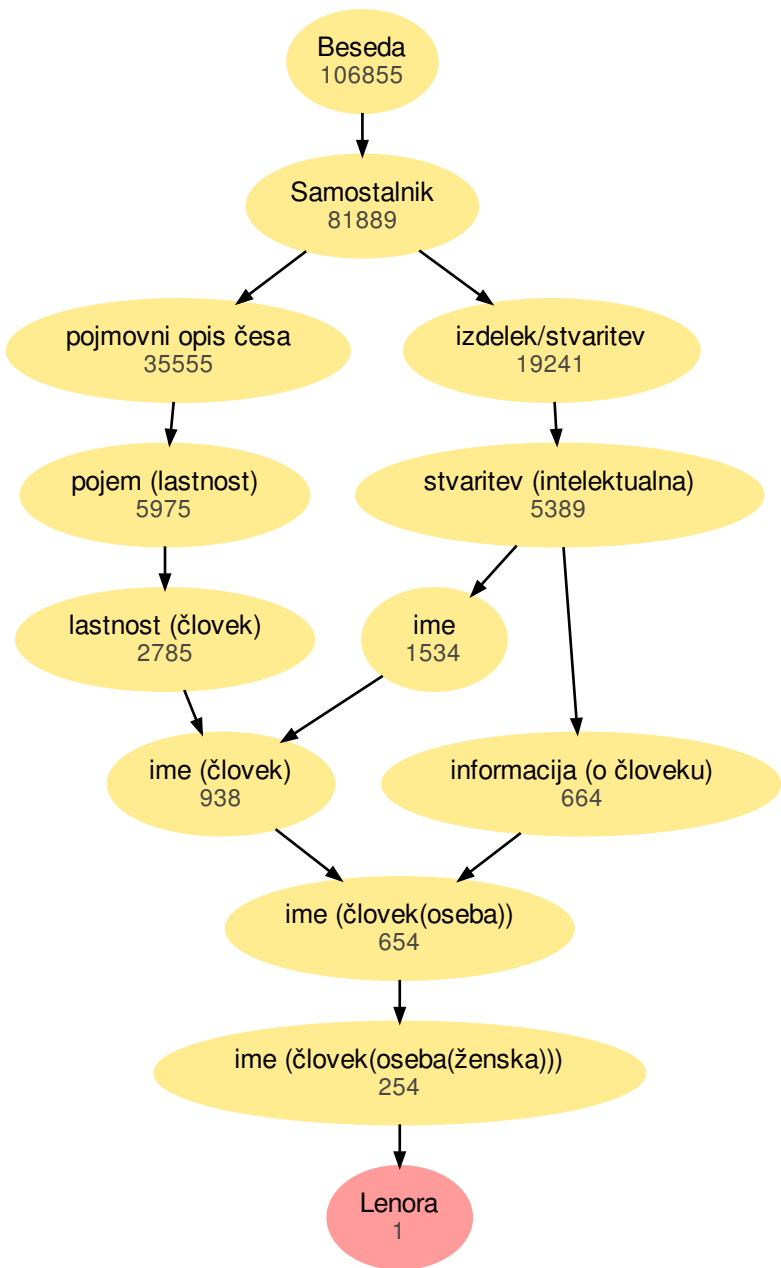 Beseda
106855
Samostalnik
81889
pojmovni opis česa
35555
izdelek/stvaritev
19241
pojem (lastnost)
5975
stvaritev (intelektualna)
5389
lastnost (človek)
2785
ime
1534
ime (človek)
938
informacija (o človeku)
664
ime (človek(oseba))
654
ime (človek(oseba(ženska)))
254
Lenora
1